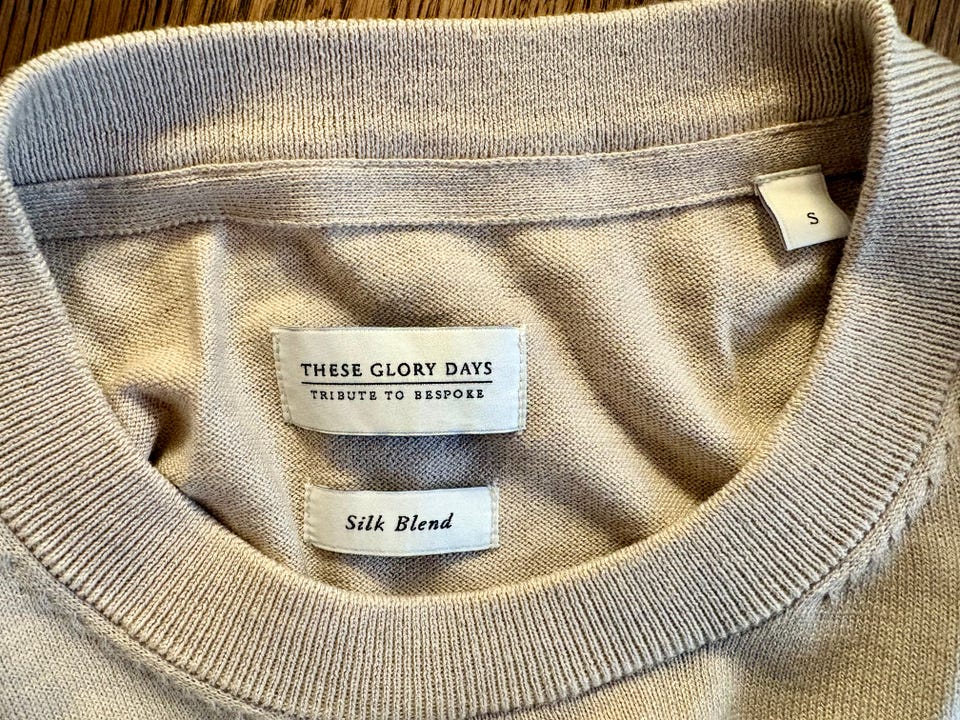 S
THESE GLORY DAYS
TRIBUTE TO BESPOKE
Silk Blend